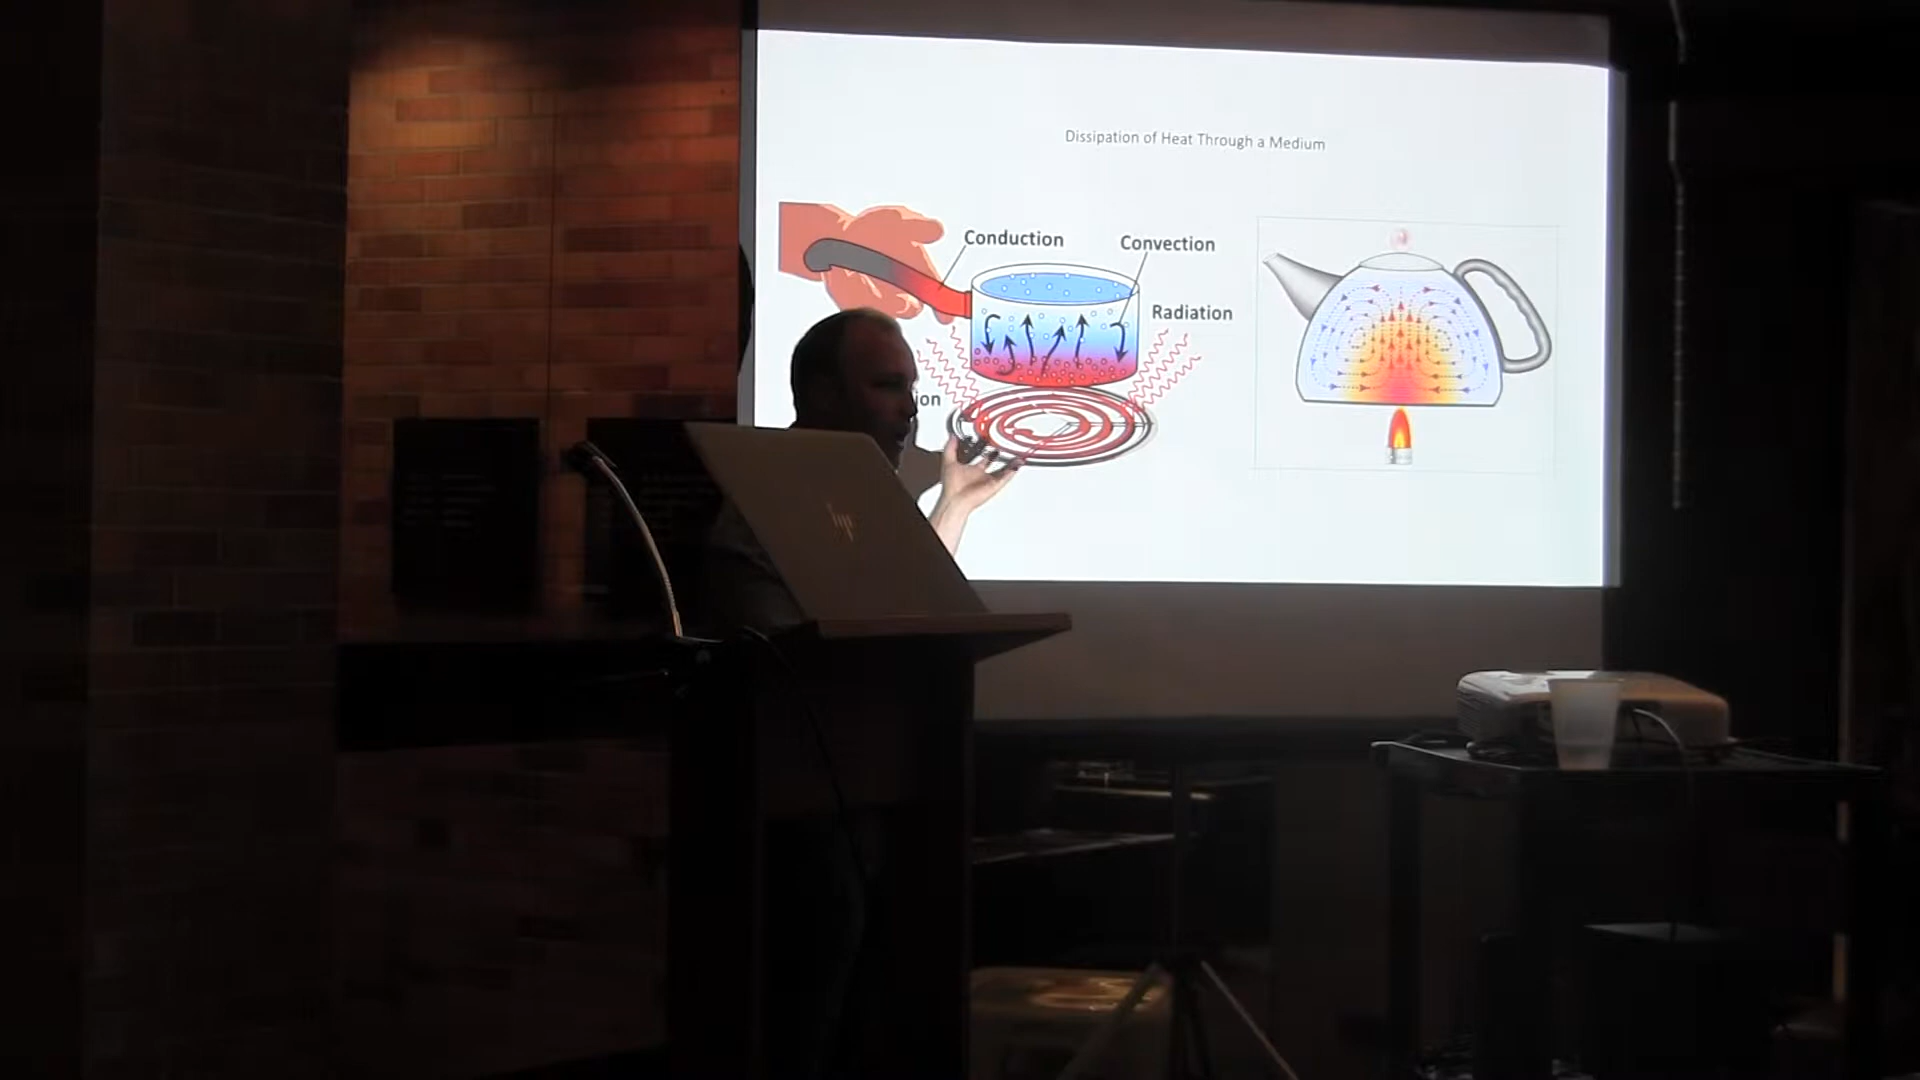 Dissipation of Heat Through a Medium
Conduction
Convection
Radiation
ion
hp